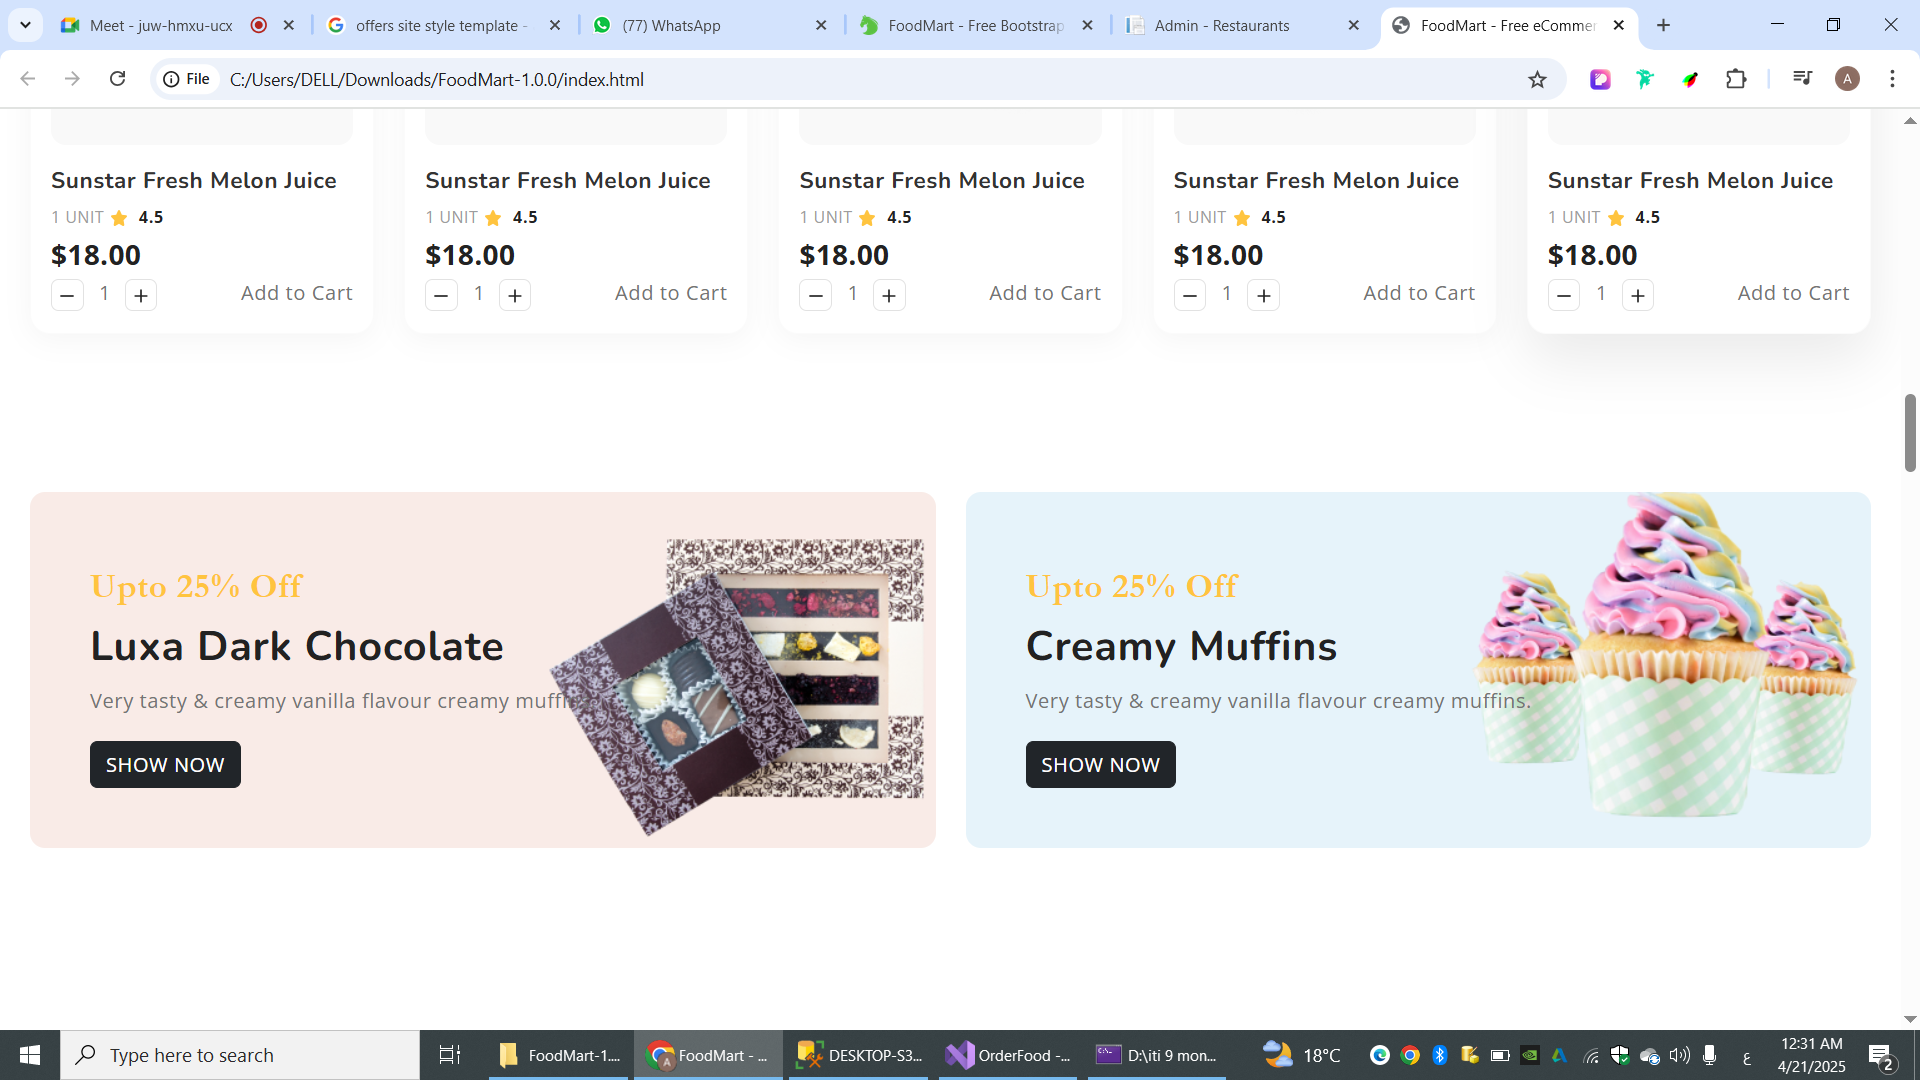 Meet - juw-hmxu-ucx
offers site style template -
(77) WhatsApp
FoodMart - Free Bootstrap
Admin - Restaurants
FoodMart - Free eCommer
File
C:/Users/DELL/Downloads/FoodMart-1.0.0/index.html
A
Sunstar Fresh Melon Juice
1 UNIT 4.5
$18.00
1 Add to Cart
Sunstar Fresh Melon Juice
1 UNIT 4.5
$18.00
1 Add to Cart
Sunstar Fresh Melon Juice
1 UNIT 4.5
$18.00
1 Add to Cart
Sunstar Fresh Melon Juice
1 UNIT 4.5
$18.00
1 Add to Cart
Sunstar Fresh Melon Juice
1 UNIT 4.5
$18.00
1 Add to Cart
Upto 25% Off
Luxa Dark Chocolate
Very tasty & creamy vanilla flavour creamy
SHOW NOW
Upto 25% Off
Creamy Muffins
Very tasty & creamy vanilla flavour creamy muffins.
SHOW NOW
Type here to search
FoodMart-1....
FoodMart - ...
DESKTOP-S3...
OrderFood -...
D:\iti 9 mon...
18°C
ع
12:31 AM
4/21/2025
2